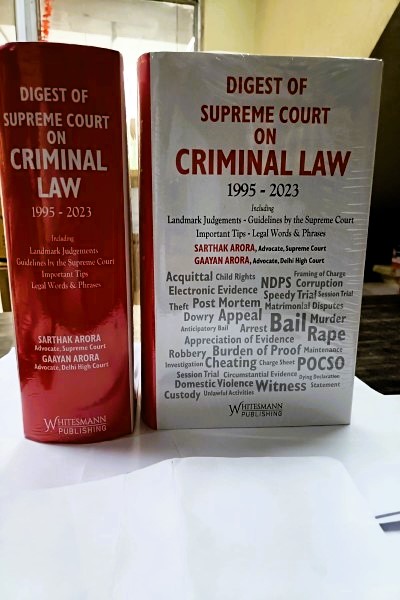 DIGEST OF
SUPREME COURT
ON
CRIMINAL
LAW
1995 - 2023
Including
Landmark Judgements
Guidelines by the Supreme Court
Important Tips
Legal Words & Phrases
SARTHAK ARORA
Advocate, Supreme Court
GAAYAN ARORA
Advocate, Delhi High Court
WHITESMANN
PUBLISHING
DIGEST OF
SUPREME COURT
ON
CRIMINAL LAW
1995 - 2023
Including
Landmark Judgements • Guidelines by the Supreme Court
Important Tips • Legal Words & Phrases
SARTHAK ARORA, Advocate, Supreme Court
GAAYAN ARORA, Advocate, Delhi High Court
Acquittal Child Rights NDPS Framing of Charge
Electronic Evidence Corruption
Theft Post Mortem Speedy Trial Session Trial
Matrimonial Disputes
Dowry Appeal Bail Murder
Anticipatory Bail Arrest Rape
Appreciation of Evidence
Robbery Burden of Proof Maintenance
Investigation Cheating Charge Sheet POCSO
Session Trial Circumstantial Evidence Dying Declaration
Domestic Violence Witness Statement
Custody Unlawful Activities
WHITESMANN
PUBLISHING